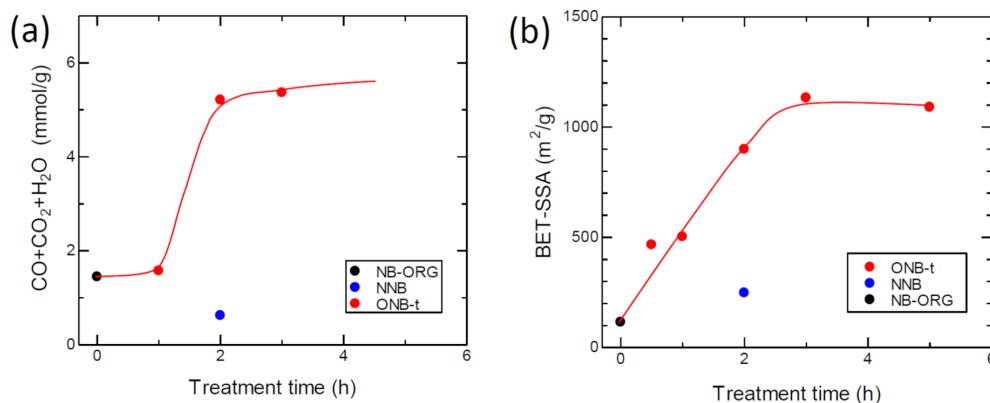 (a)
CO+CO₂+H₂O (mmol/g)
6
4
2
0
0 2 4 6
Treatment time (h)
NB-ORG
NNB
ONB-t
(b)
BET-SSA (m²/g)
1500
1000
500
0
0 2 4 6
Treatment time (h)
ONB-t
NNB
NB-ORG